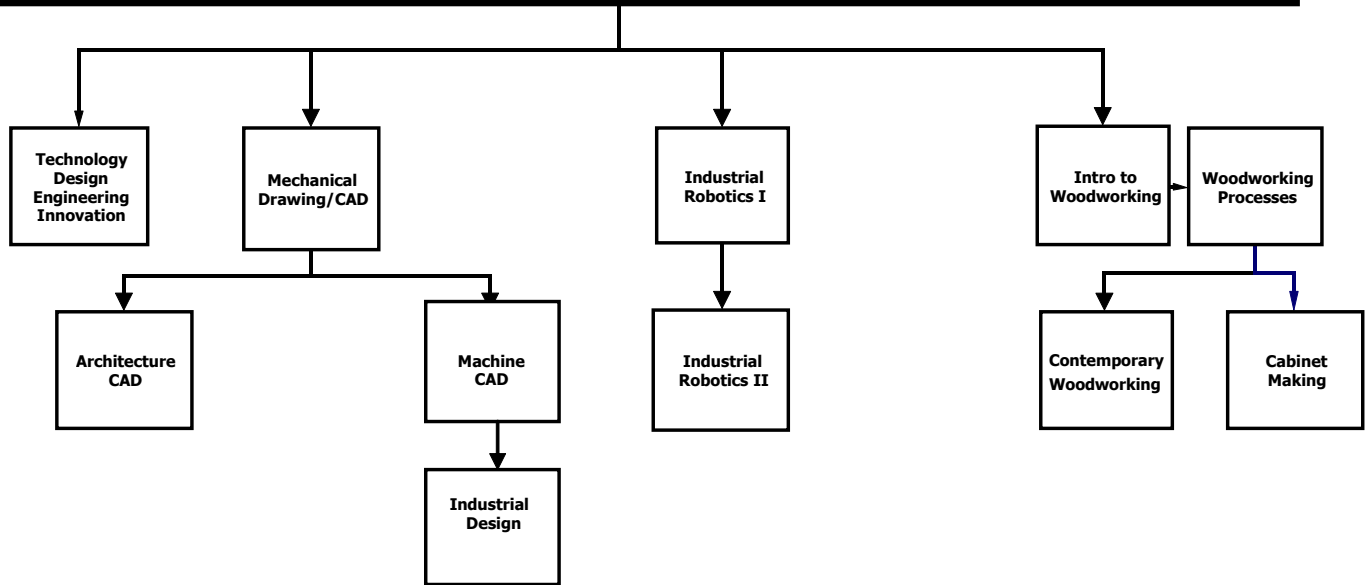 Technology
Design
Engineering
Innovation
Mechanical
Drawing/CAD
Industrial
Robotics I
Intro to
Woodworking
Woodworking
Processes
Architecture
CAD
Machine
CAD
Industrial
Robotics II
Contemporary
Woodworking
Cabinet
Making
Industrial
Design